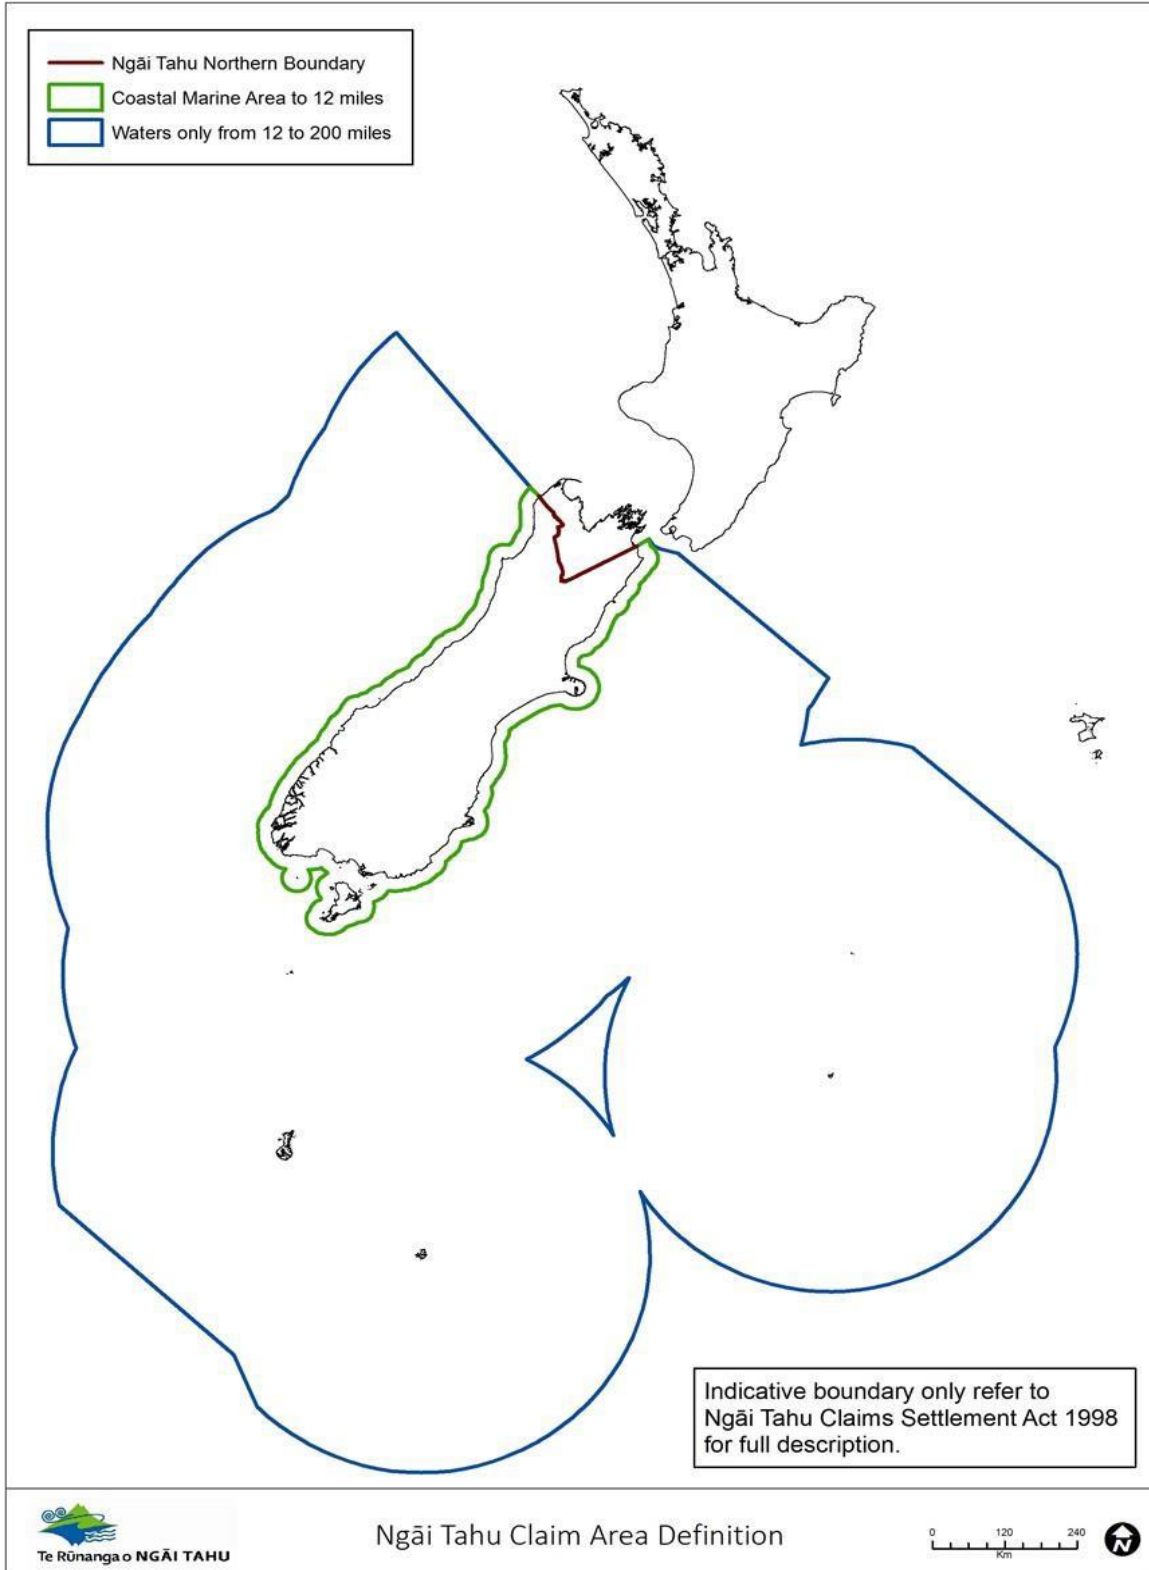 Ngāi Tahu Northern Boundary
Coastal Marine Area to 12 miles
Waters only from 12 to 200 miles
Indicative boundary only refer to
Ngāi Tahu Claims Settlement Act 1998
for full description.
Te Rūnanga o NGĀI TAHU
Ngāi Tahu Claim Area Definition
0 120 240
Km
N